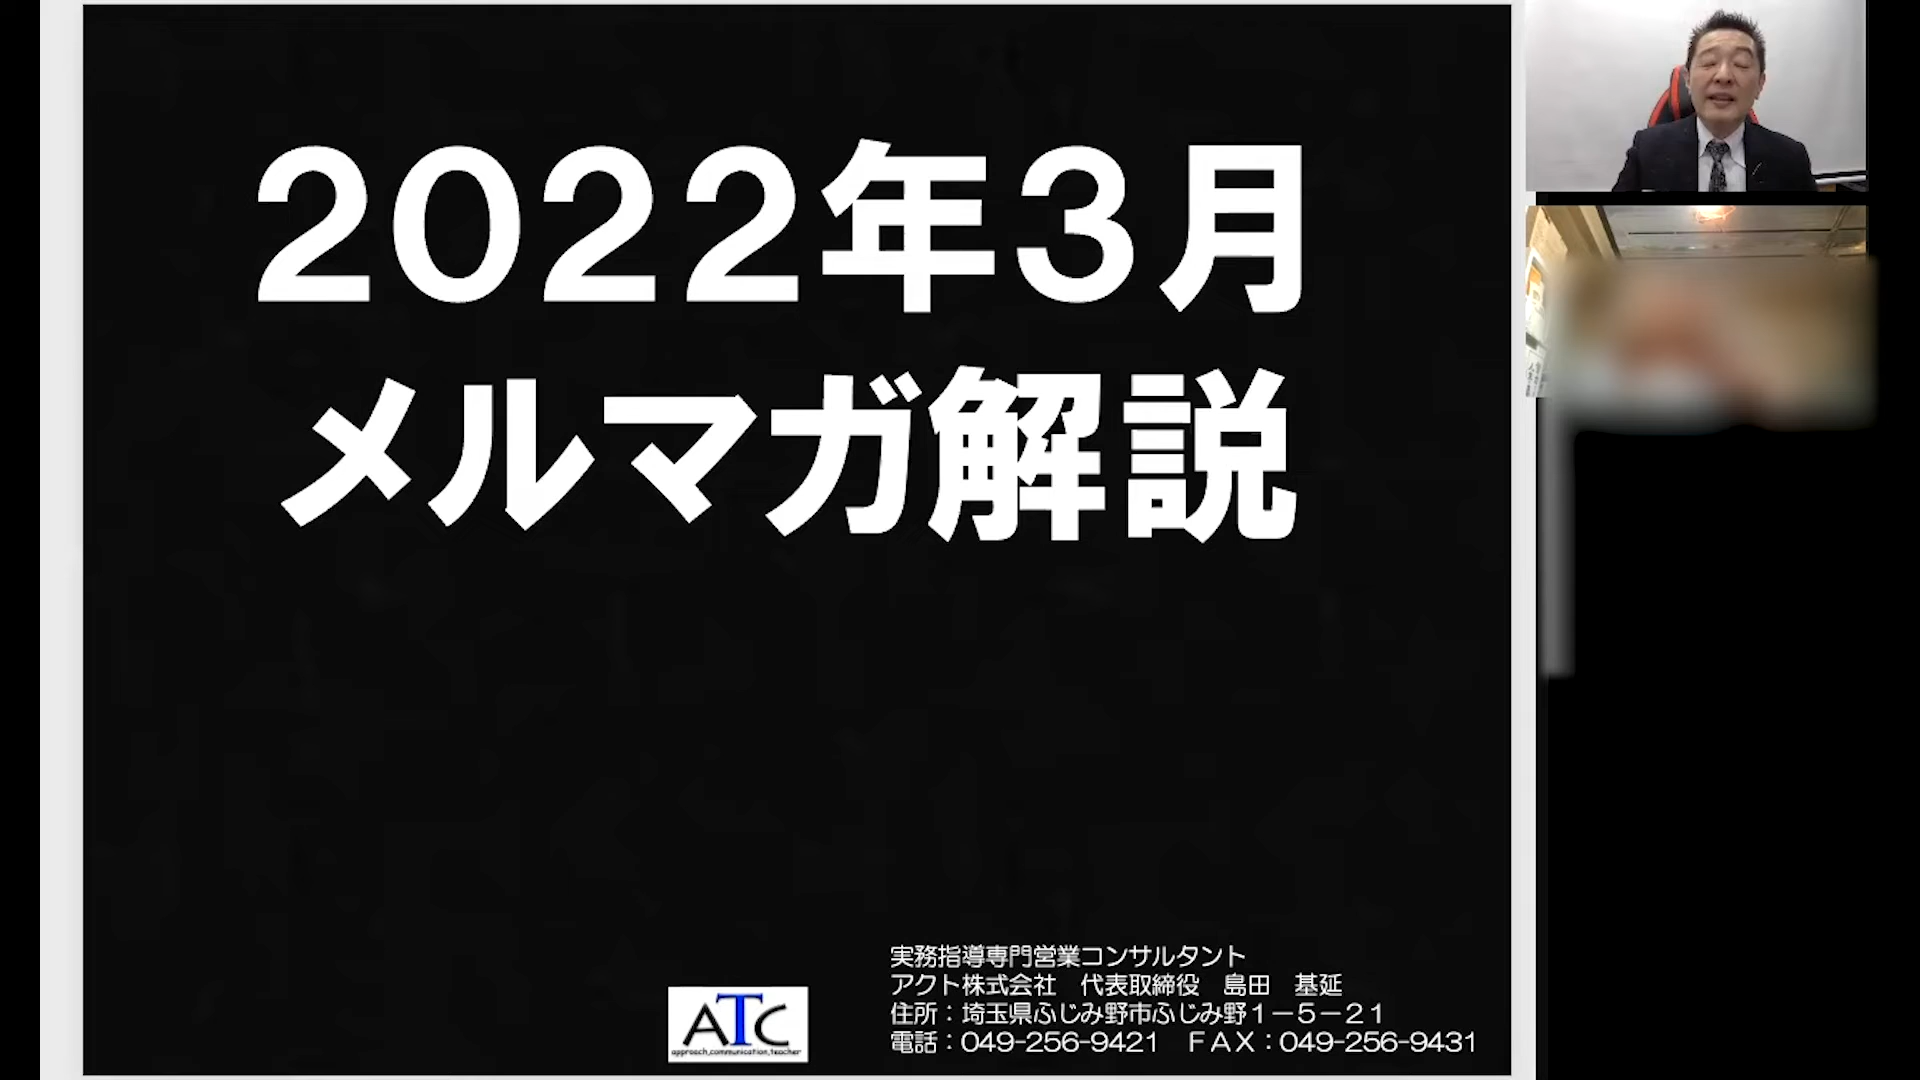 ２０２２年３月
メルマガ解説
実務指導専門営業コンサルタント
アクト株式会社　代表取締役　島田　基延
住所：埼玉県ふじみ野市ふじみ野１－５－２１
電話：049-256-9421　ＦＡＸ：049-256-9431
ATC
approach,communication,teacher